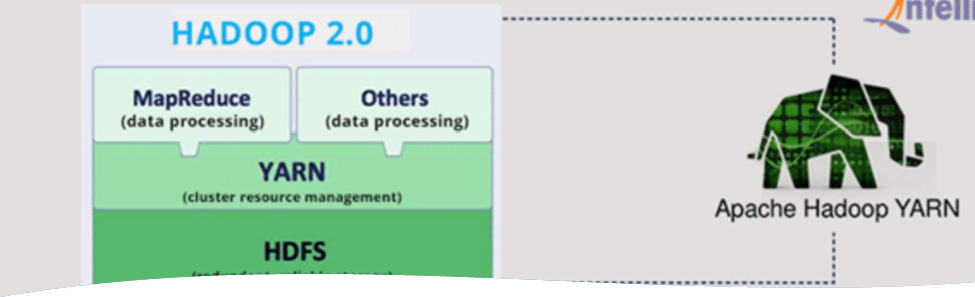 HADOOP 2.0
MapReduce
(data processing)
Others
(data processing)
YARN
(cluster resource management)
HDFS
Apache Hadoop YARN